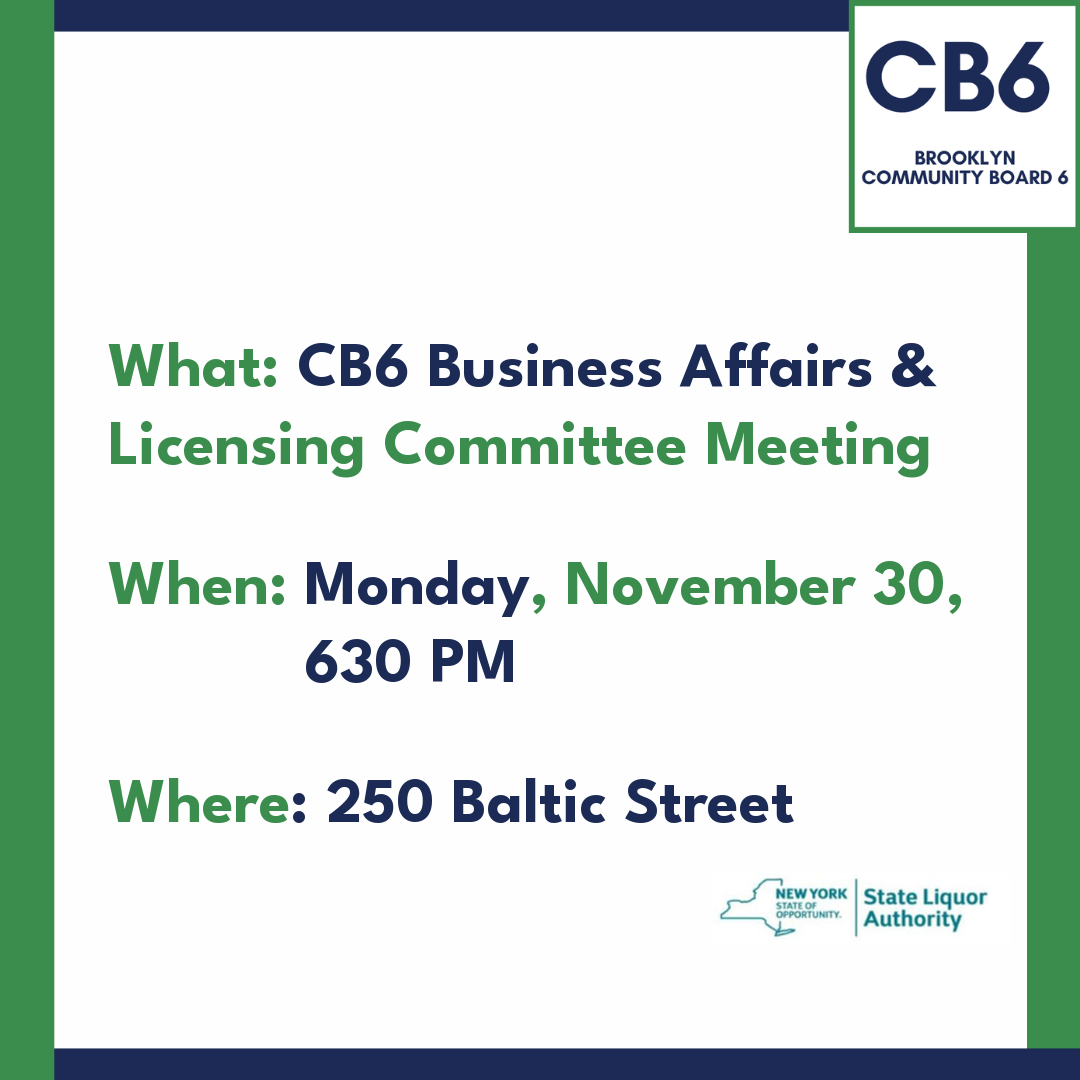 CB6
BROOKLYN
COMMUNITY BOARD 6
What: CB6 Business Affairs &
Licensing Committee Meeting
When: Monday, November 30,
630 PM
Where: 250 Baltic Street
NEW YORK
STATE OF
OPPORTUNITY.
State Liquor
Authority